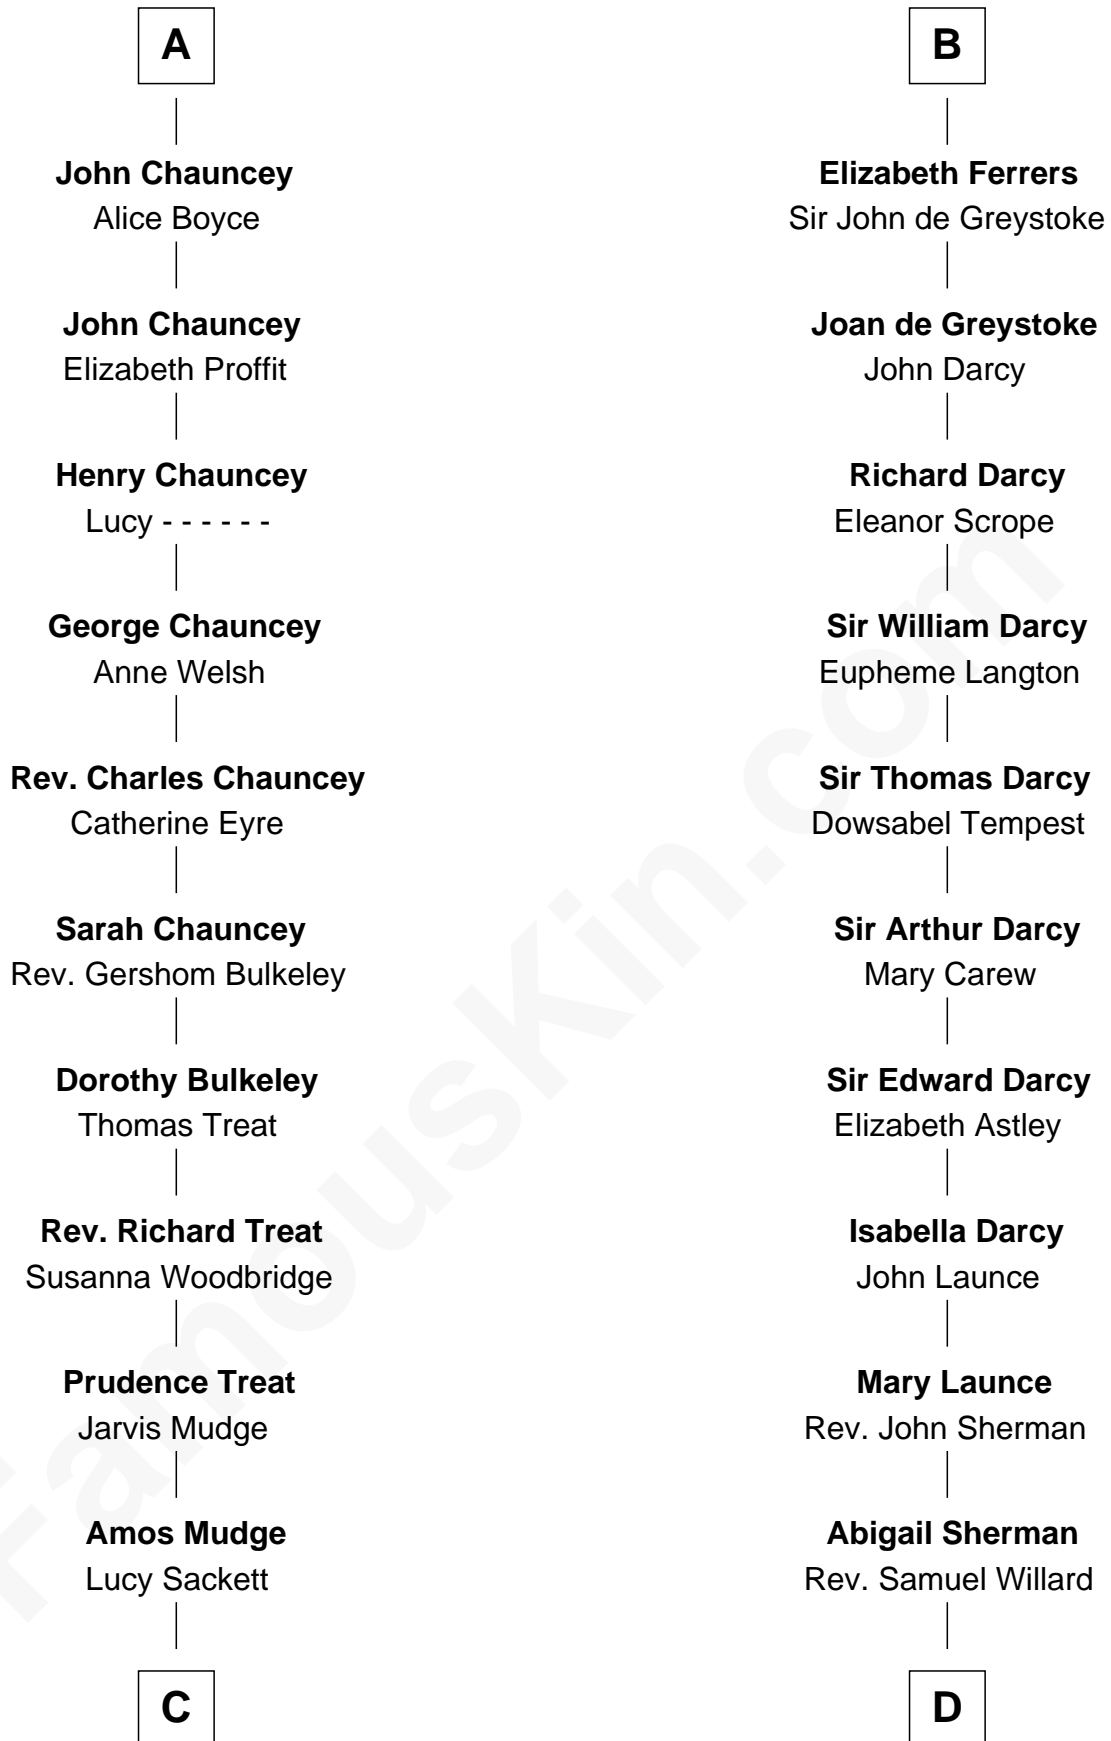 A
John Chauncey
Alice Boyce
John Chauncey
Elizabeth Proffit
Henry Chauncey
Lucy - - - - - -
George Chauncey
Anne Welsh
Rev. Charles Chauncey
Catherine Eyre
Sarah Chauncey
Rev. Gershom Bulkeley
Dorothy Bulkeley
Thomas Treat
Rev. Richard Treat
Susanna Woodbridge
Prudence Treat
Jarvis Mudge
Amos Mudge
Lucy Sackett
C
B
Elizabeth Ferrers
Sir John de Greystoke
Joan de Greystoke
John Darcy
Richard Darcy
Eleanor Scrope
Sir William Darcy
Eupheme Langton
Sir Thomas Darcy
Dowsabel Tempest
Sir Arthur Darcy
Mary Carew
Sir Edward Darcy
Elizabeth Astley
Isabella Darcy
John Launce
Mary Launce
Rev. John Sherman
Abigail Sherman
Rev. Samuel Willard
D
FamousKin.com